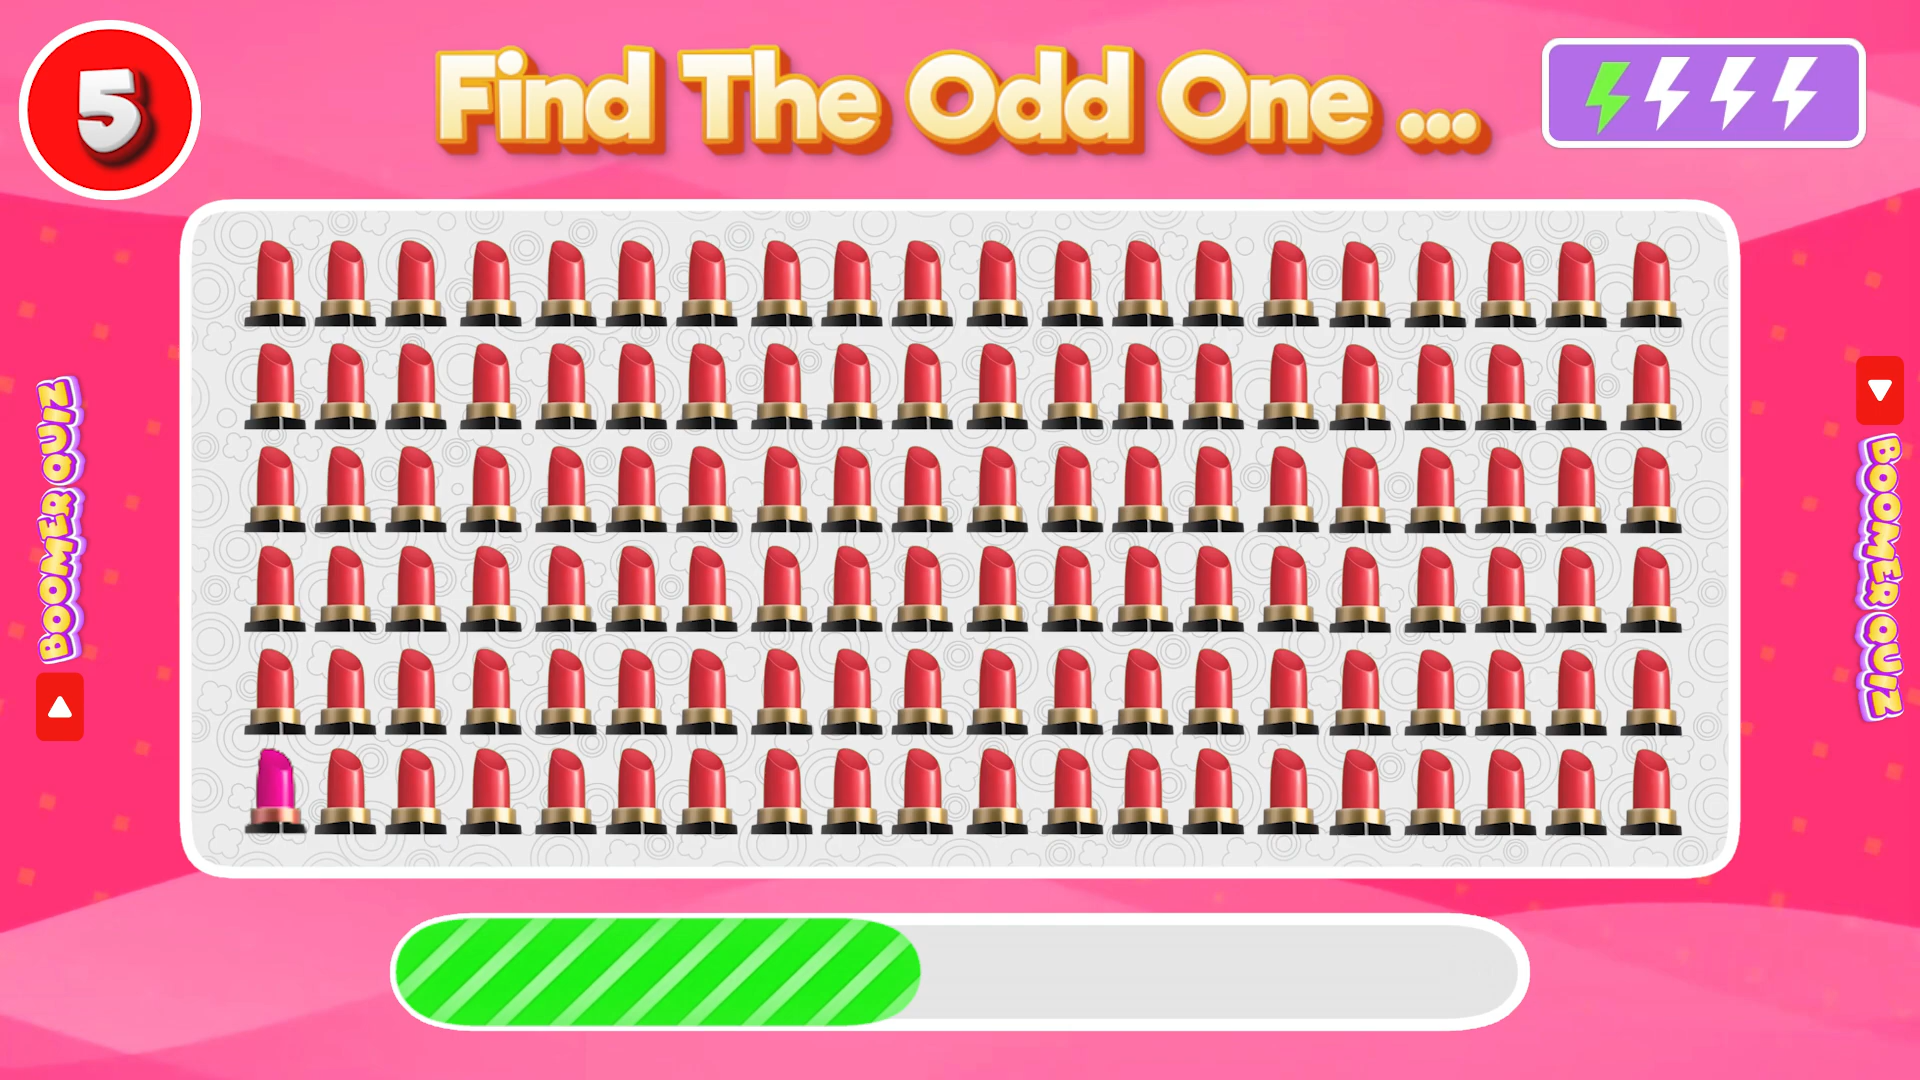 5
Find The Odd One ...
BOOMER QUIZ
BOOMER QUIZ